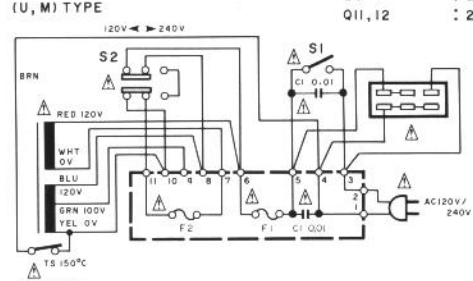 (U, M) TYPE
Q11, 12 : 2
120V ◄ ► 240V
S2
S1
BRN
C1 0.01
RED 120V
WHT
0V
BLU
120V
GRN 100V
YEL 0V
11 10 9 8 7 6 5 4 3
2
1
F2
F1
C1 0.01
AC120V/
240V
TS 150°C